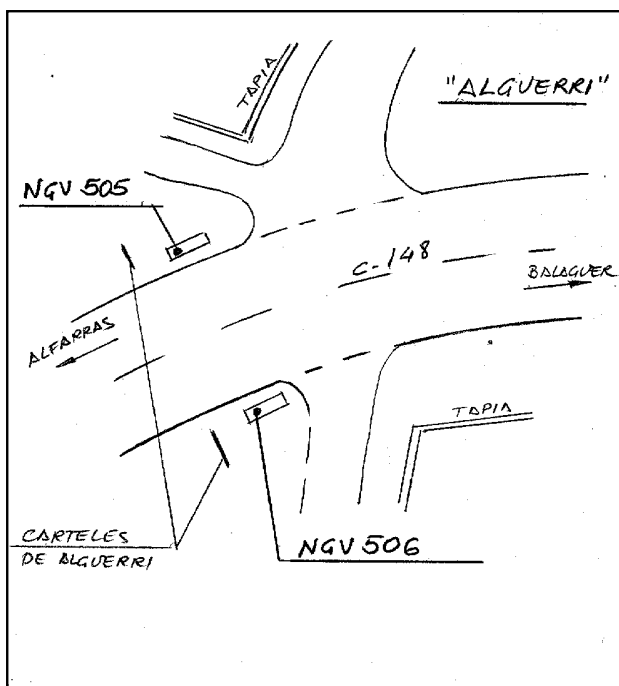 TAPIA
"ALGUERRI"
NGV 505
C-148
BALAGUER
ALFARRAS
TAPIA
CARTELES
DE ALGUERRI
NGV 506